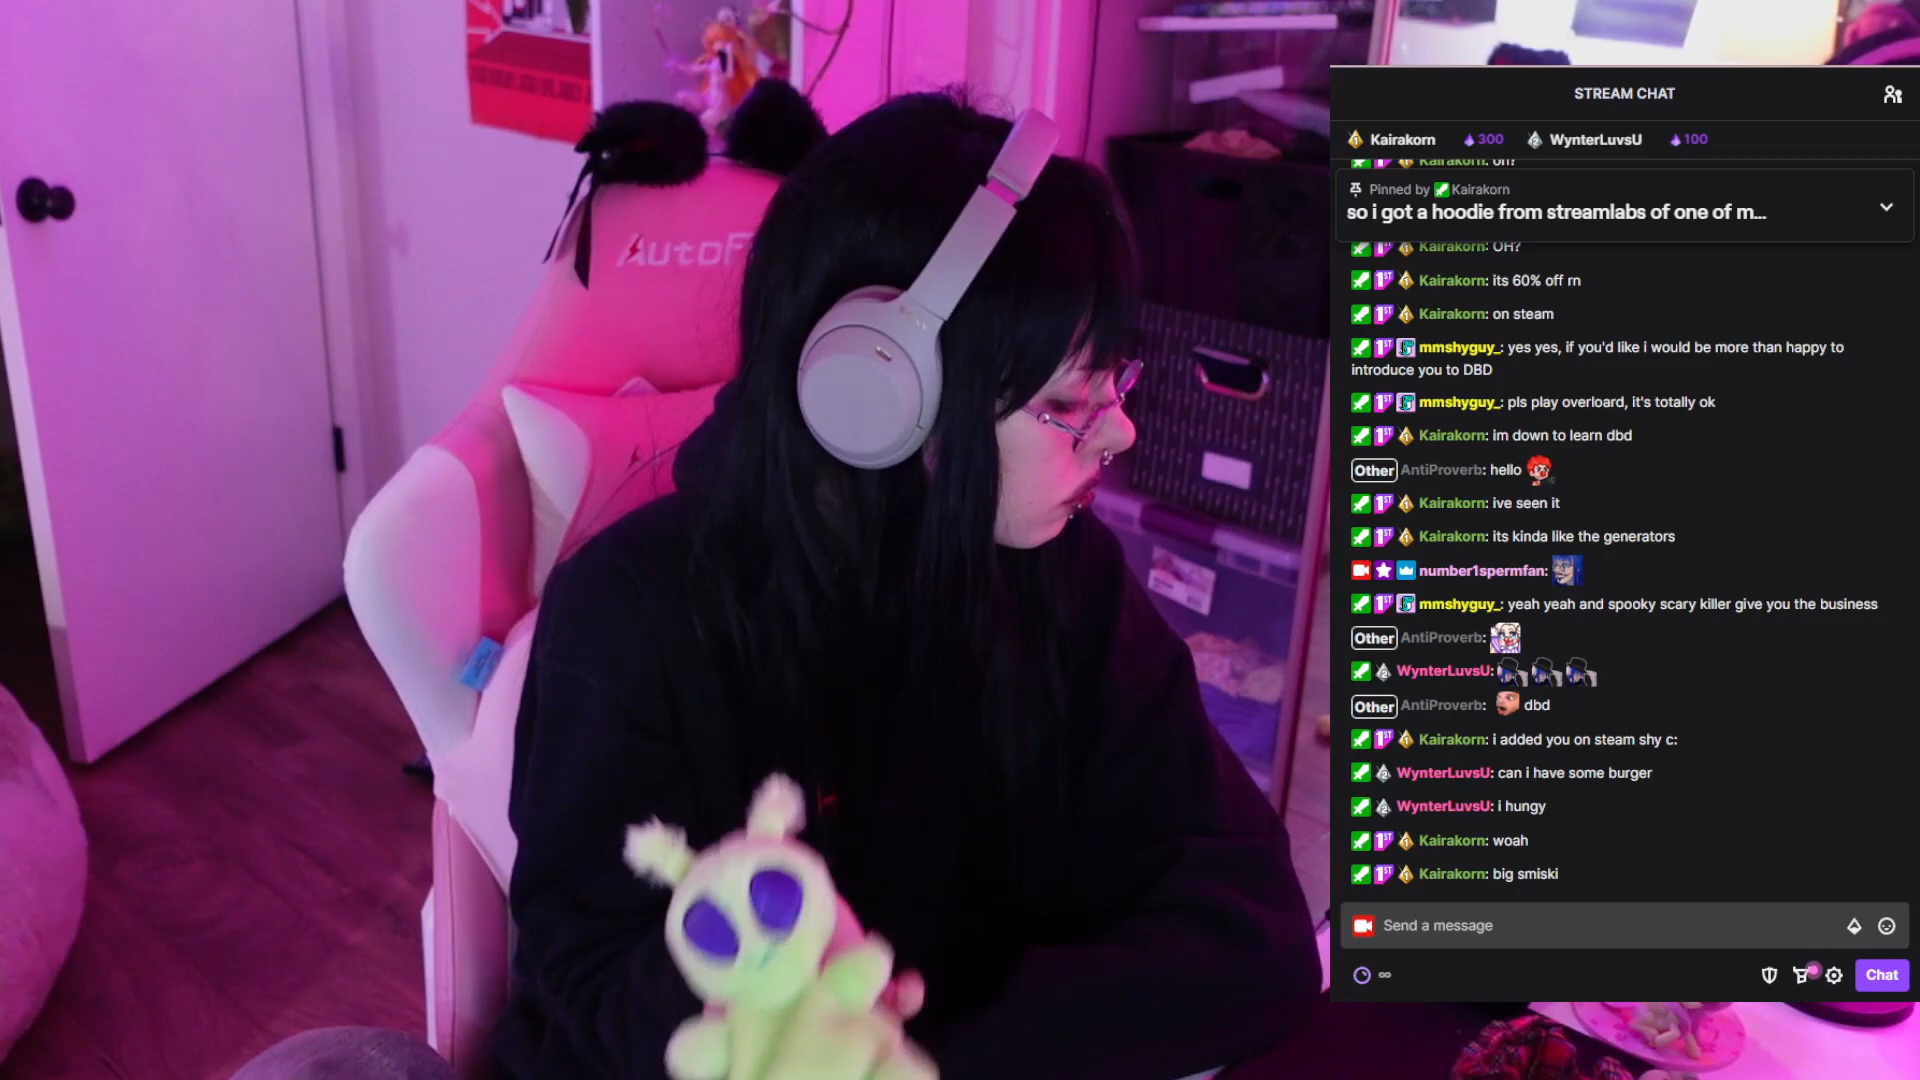 AutoF
STREAM CHAT
Kairakorn 300 WynterLuvsU 100
Pinned by Kairakorn
so i got a hoodie from streamlabs of one of m...
Kairakorn: OH?
Kairakorn: its 60% off rn
Kairakorn: on steam
mmshyguy_: yes yes, if you'd like i would be more than happy to
introduce you to DBD
mmshyguy_: pls play overloard, it's totally ok
Kairakorn: im down to learn dbd
Other AntiProverb: hello
Kairakorn: ive seen it
Kairakorn: its kinda like the generators
number1spermfan:
mmshyguy_: yeah yeah and spooky scary killer give you the business
Other AntiProverb:
WynterLuvsU:
Other AntiProverb: dbd
Kairakorn: i added you on steam shy c:
WynterLuvsU: can i have some burger
WynterLuvsU: i hungy
Kairakorn: woah
Kairakorn: big smiski
Send a message
Chat